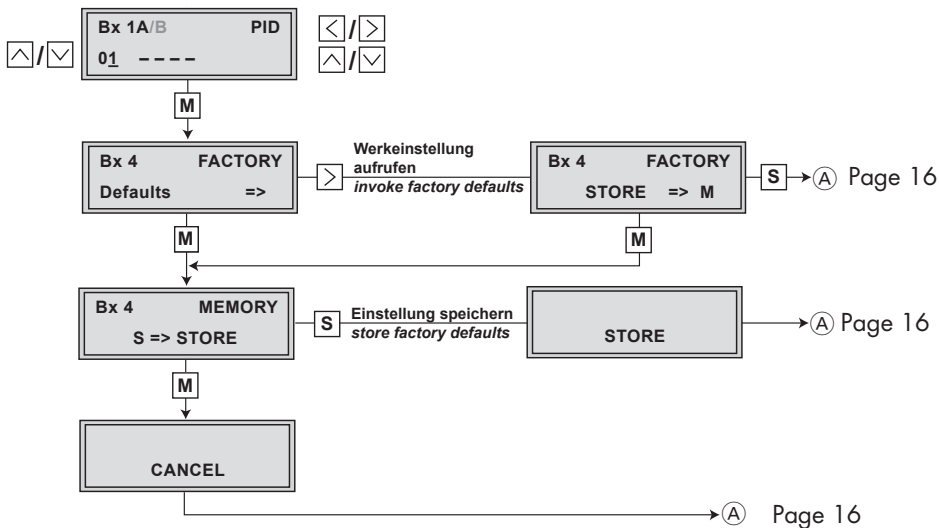 Bx 1A/B PID
01 – – – –
/
/
/
M
Bx 4 FACTORY
Defaults =>
>
Werkeinstellung
aufrufen
invoke factory defaults
Bx 4 FACTORY
STORE => M
S
A Page 16
M
M
Bx 4 MEMORY
S => STORE
S
Einstellung speichern
store factory defaults
STORE
A Page 16
M
CANCEL
A Page 16